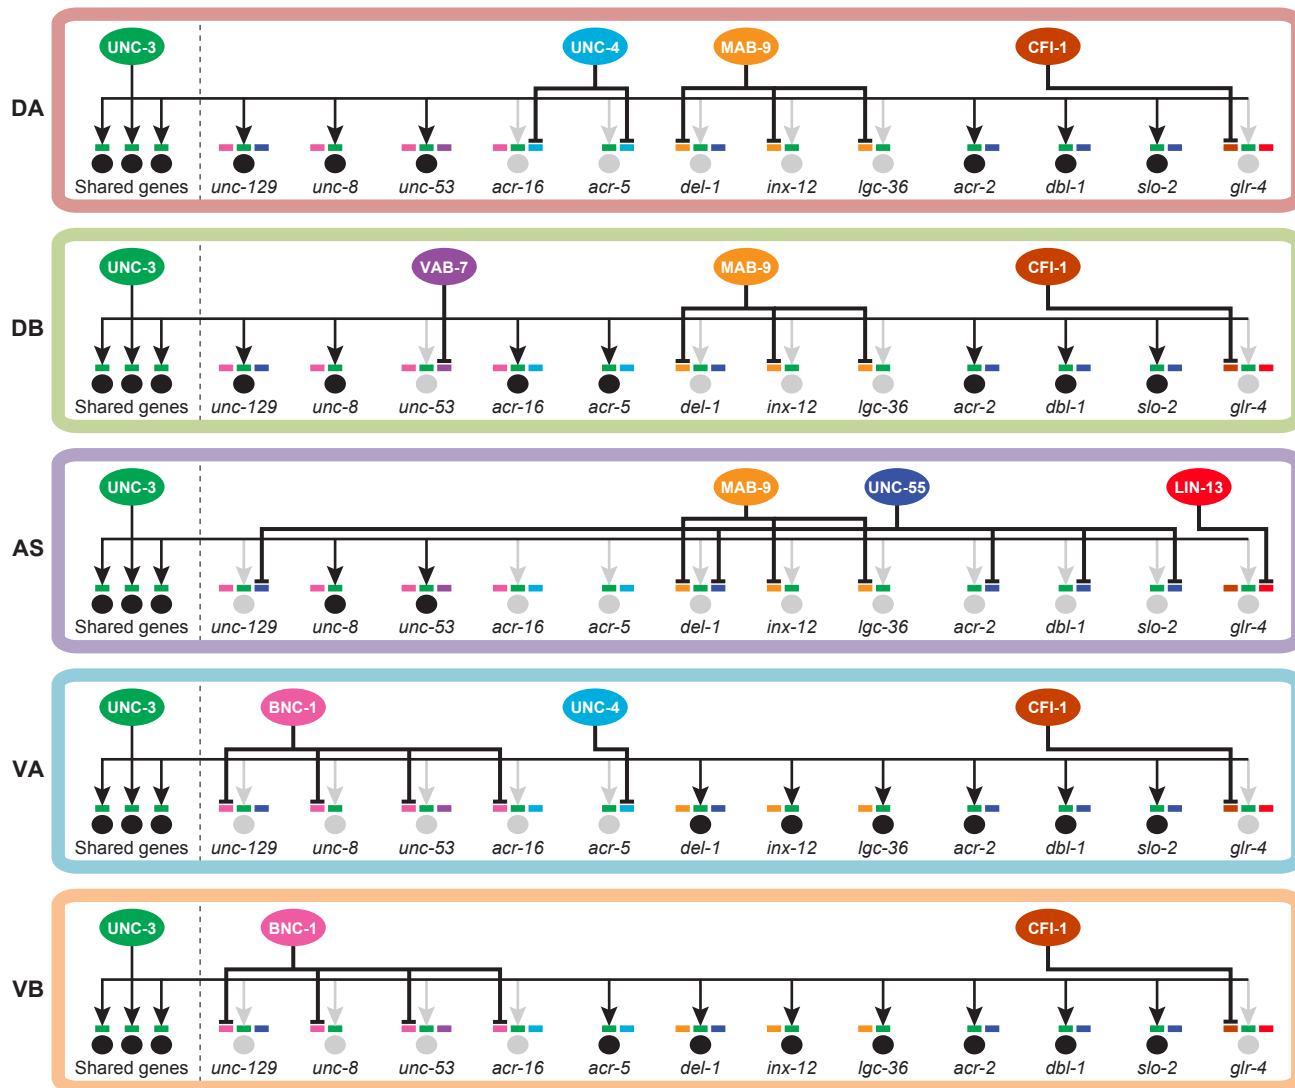 UNC-3 UNC-4 MAB-9 CFI-1
DA
Shared genes unc-129 unc-8 unc-53 acr-16 acr-5 del-1 inx-12 lgc-36 acr-2 dbl-1 slo-2 glr-4
UNC-3 VAB-7 MAB-9 CFI-1
DB
Shared genes unc-129 unc-8 unc-53 acr-16 acr-5 del-1 inx-12 lgc-36 acr-2 dbl-1 slo-2 glr-4
UNC-3 MAB-9 UNC-55 LIN-13
AS
Shared genes unc-129 unc-8 unc-53 acr-16 acr-5 del-1 inx-12 lgc-36 acr-2 dbl-1 slo-2 glr-4
UNC-3 BNC-1 UNC-4 CFI-1
VA
Shared genes unc-129 unc-8 unc-53 acr-16 acr-5 del-1 inx-12 lgc-36 acr-2 dbl-1 slo-2 glr-4
UNC-3 BNC-1 CFI-1
VB
Shared genes unc-129 unc-8 unc-53 acr-16 acr-5 del-1 inx-12 lgc-36 acr-2 dbl-1 slo-2 glr-4